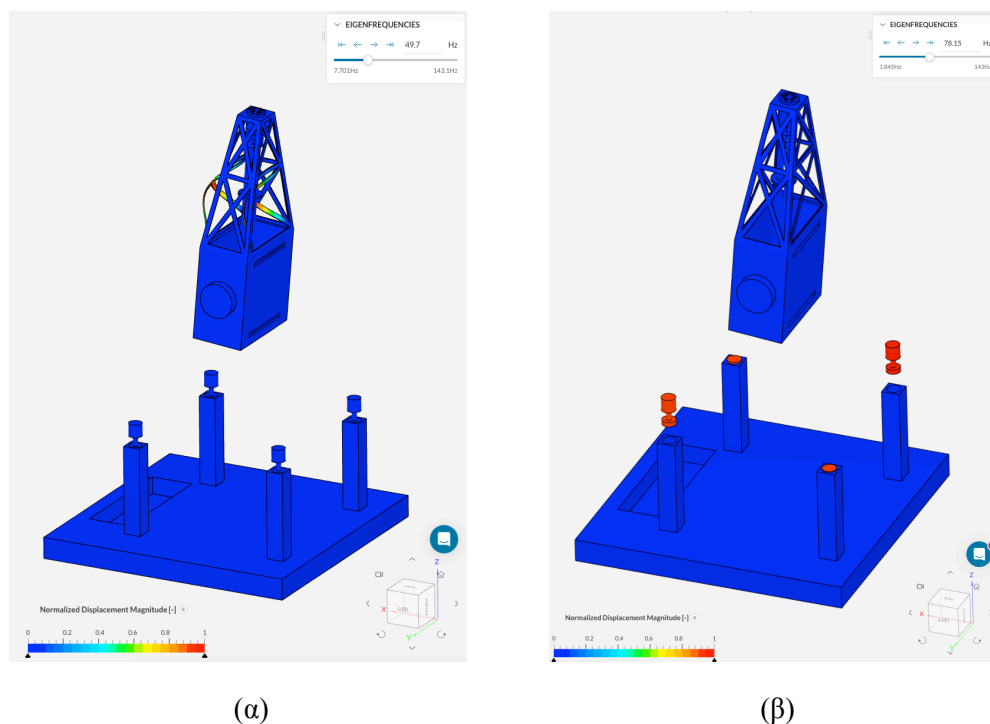 EIGENFREQUENCIES
49.7 Hz
7.701Hz 143.1Hz
Z
X
Y
Normalized Displacement Magnitude [-]
0 0.2 0.4 0.6 0.8 1
(α)
EIGENFREQUENCIES
78.15 Hz
1.845Hz 143Hz
Z
X
Y
Normalized Displacement Magnitude [-]
0 0.2 0.4 0.6 0.8 1
(β)